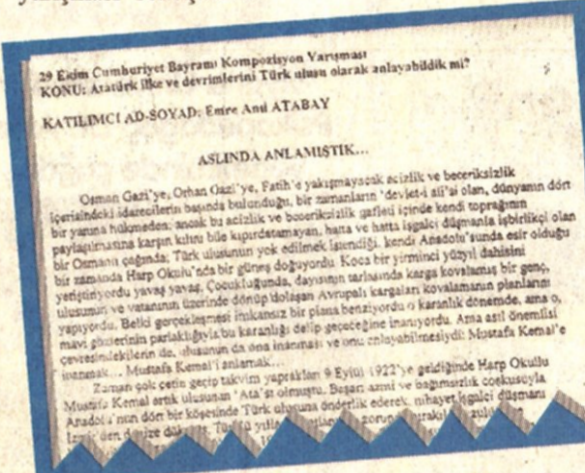 29 Ekim Cumhuriyet Bayramı Kompozisyon Yarışması
KONU: Atatürk ilke ve devrimlerini Türk ulusu olarak anlayabildik mi?
KATILIMCI AD-SOYAD: Emre Anıl ATABAY
ASLINDA ANLAMIŞTIK...
Osman Gazi'ye, Orhan Gazi'ye, Fatih'e yakışmayacak acizlik ve beceriksizlik
içerisindeki idarecilerin başında bulunduğu, bir zamanların 'devlet-i ali'si olan, dünyanın dört
bir yanına hükmeden; ancak bu acizlik ve beceriksizlik gafleti içinde kendi toprağının
paylaşılmasına karşın kılını bile kıpırdatamayan, hatta ve hatta işgalci düşmanla işbirlikçi olan
bir Osmanlı çağında; Türk ulusunun yok edilmek istendiği, kendi Anadolu'sunda esir olduğu
bir zamanda Harp Okulu'nda bir güneş doğuyordu. Koca bir yirminci yüzyıl dahisini
yetiştiriyordu yavaş yavaş. Çocukluğunda, dayısının tarlasında karga kovalamış bir genç,
ulusunun ve vatanının üzerinde dönüp dolaşan Avrupalı kargaları kovalamanın planlarını
yapıyordu. Belki gerçekleşmesi imkansız bir plana benziyordu o karanlık dönemde, ama o,
mavi gözlerinin parlaklığıyla bu karanlığı delip geçeceğine inanıyordu. Ama asıl önemlisi
çevresindekilerin de, ulusunun da ona inanması ve onu anlayabilmesiydi: Mustafa Kemal'e
inanmak... Mustafa Kemal'i anlamak...
Zaman çok çetin geçip takvim yaprakları 9 Eylül 1922'ye geldiğinde Harp Okullu
Mustafa Kemal artık ulusunun 'Ata'sı olmuştu. Başarı azmi ve bağımsızlık coşkusuyla
Anadolu'nun dört bir köşesinde Türk ulusuna önderlik ederek, nihayet işgalci düşmanı
İzmir'den denize